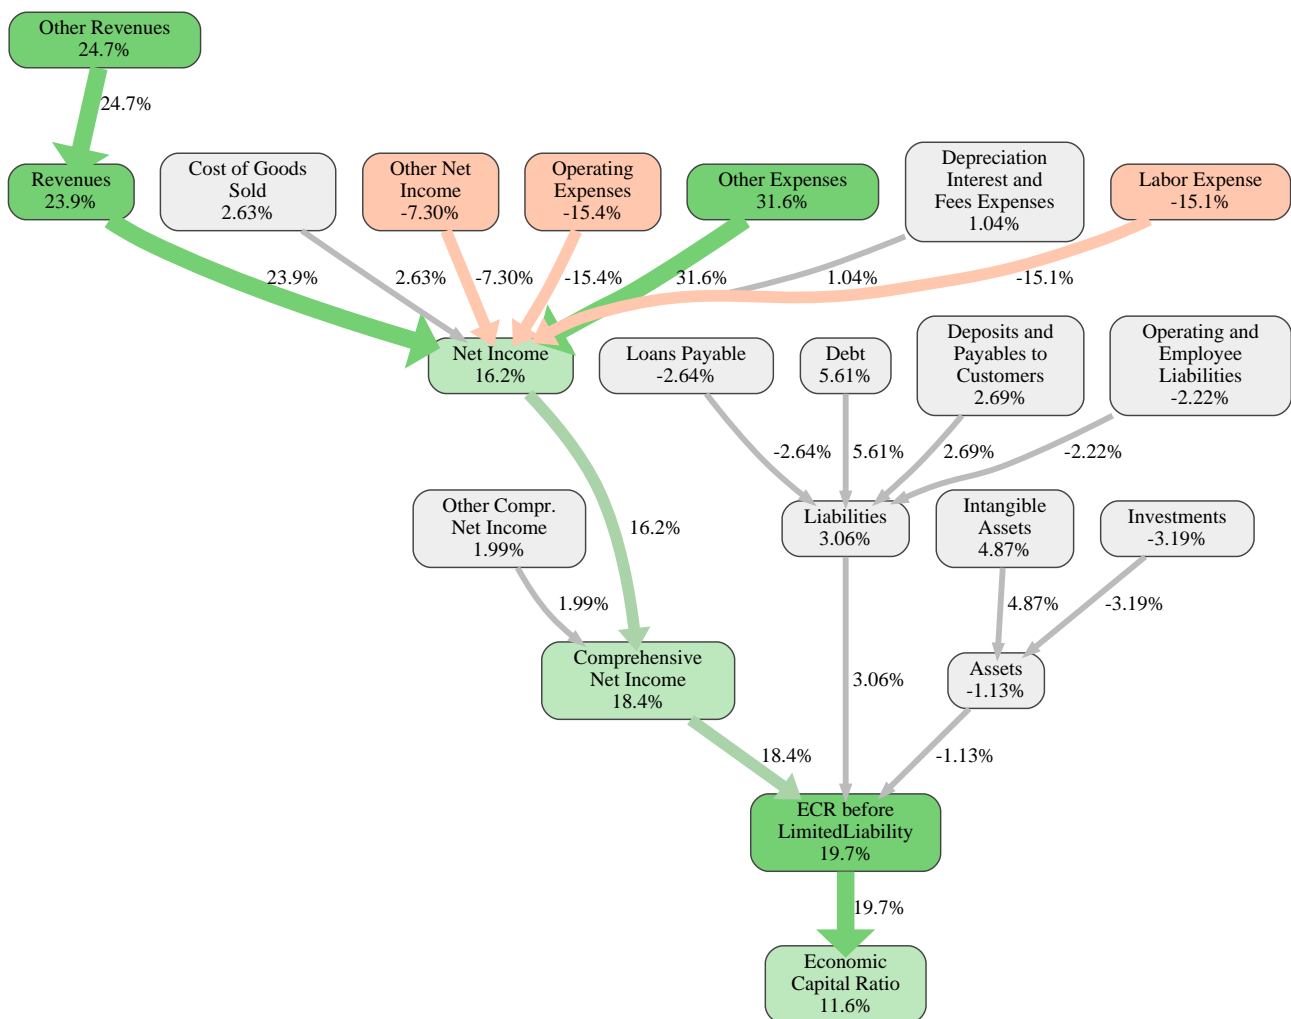 Other Revenues
24.7%
24.7%
Revenues
23.9%
Cost of Goods
Sold
2.63%
Other Net
Income
-7.30%
Operating
Expenses
-15.4%
Other Expenses
31.6%
Depreciation
Interest and
Fees Expenses
1.04%
Labor Expense
-15.1%
23.9%
2.63%
-7.30%
-15.4%
31.6%
1.04%
-15.1%
Net Income
16.2%
Loans Payable
-2.64%
Debt
5.61%
Deposits and
Payables to
Customers
2.69%
Operating and
Employee
Liabilities
-2.22%
-2.64%
5.61%
2.69%
-2.22%
Other Compr.
Net Income
1.99%
16.2%
Liabilities
3.06%
Intangible
Assets
4.87%
Investments
-3.19%
1.99%
4.87%
-3.19%
Comprehensive
Net Income
18.4%
3.06%
Assets
-1.13%
18.4%
-1.13%
ECR before
LimitedLiability
19.7%
19.7%
Economic
Capital Ratio
11.6%